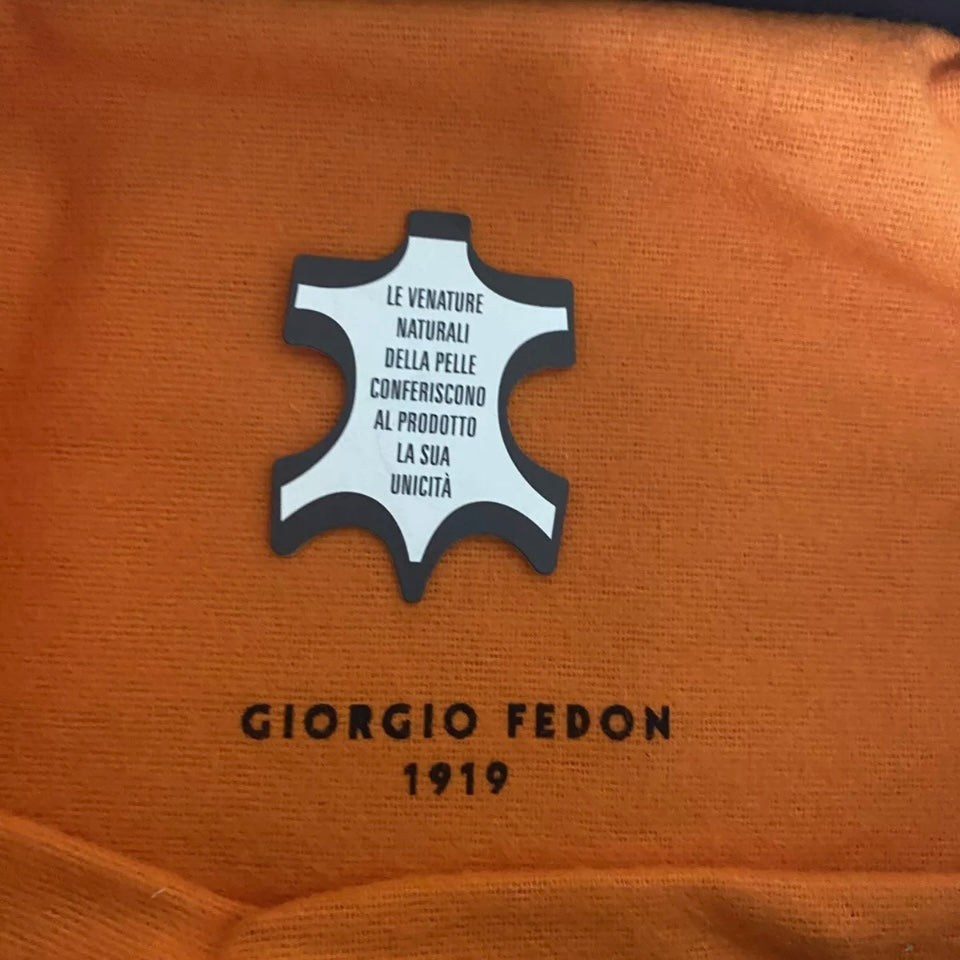 LE VENATURE
NATURALI
DELLA PELLE
CONFERISCONO
AL PRODOTTO
LA SUA
UNICITÀ
GIORGIO FEDON
1919